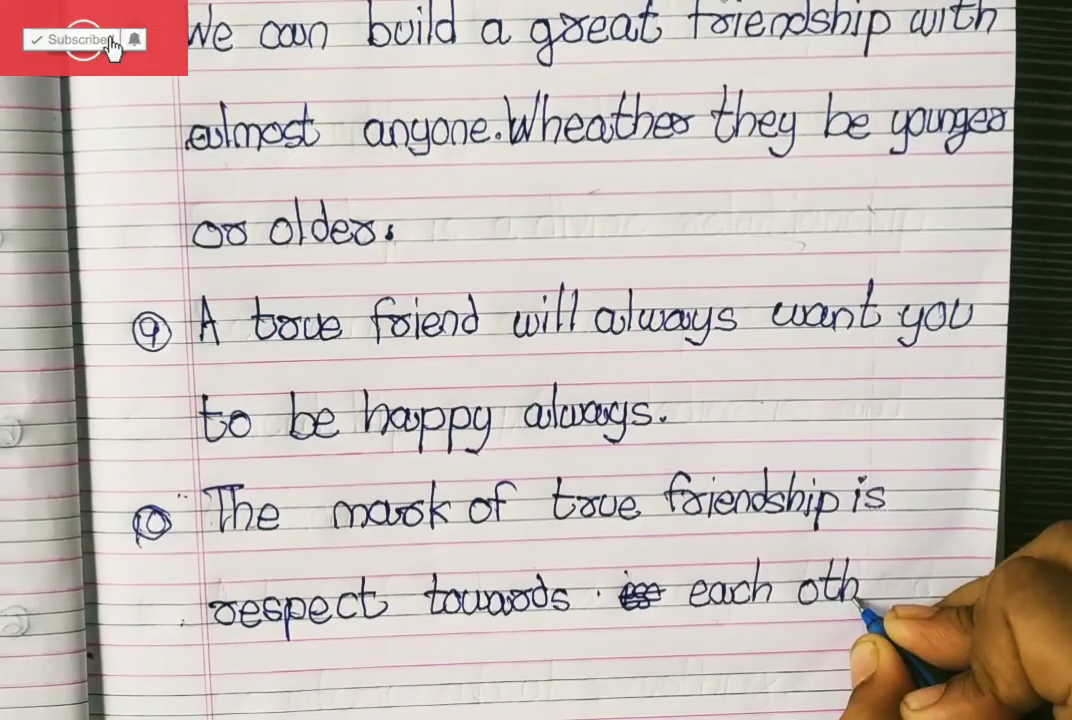 Subscribe
We can build a great friendship with
almost anyone. Wheather they be younger
or older.
9 A true friend will always want you
to be happy always.
10 The mark of true friendship is
respect towards each oth